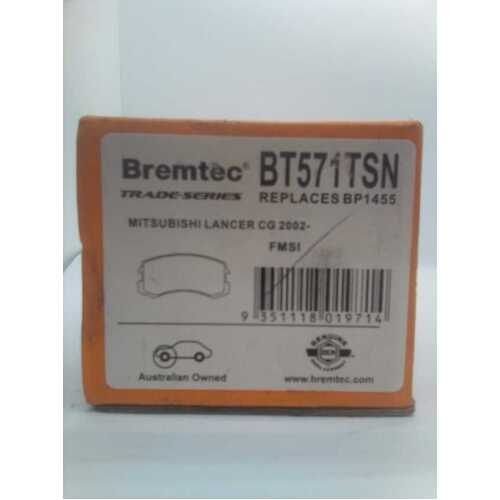 Bremtec®
TRADE-SERIES
BT571TSN
REPLACES BP1455
MITSUBISHI LANCER CG 2002-
FMSI
9 351118 019714
GENUINE
Australian Owned
www.bremtec.com